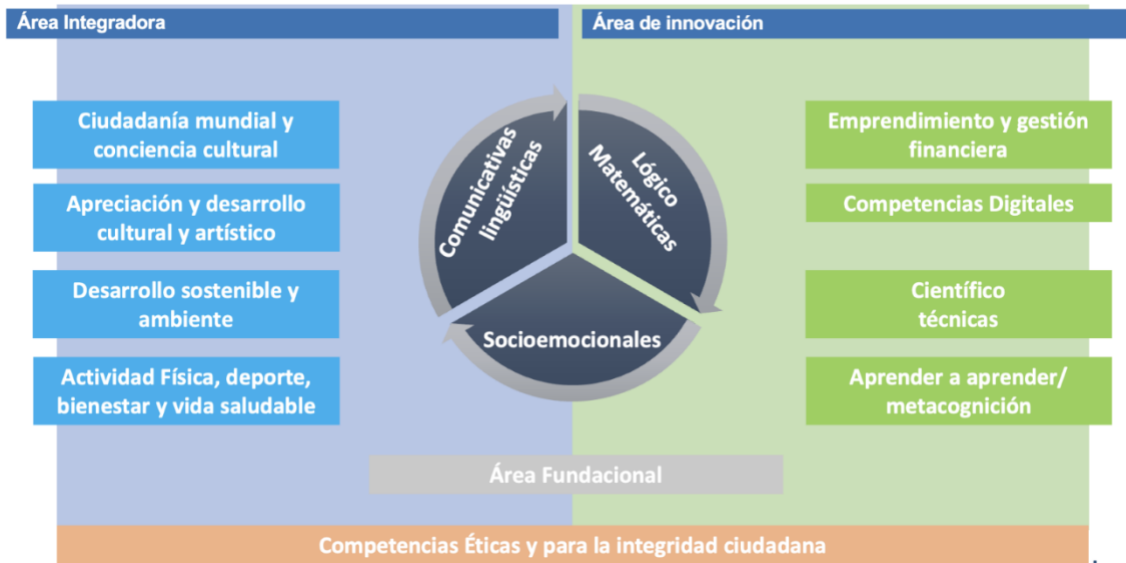 Área Integradora
Área de innovación
Ciudadanía mundial y
conciencia cultural
Apreciación y desarrollo
cultural y artístico
Desarrollo sostenible y
ambiente
Actividad Física, deporte,
bienestar y vida saludable
Comunicativas
lingüísticas
Lógico
Matemáticas
Socioemocionales
Emprendimiento y gestión
financiera
Competencias Digitales
Científico
técnicas
Aprender a aprender/
metacognición
Área Fundacional
Competencias Éticas y para la integridad ciudadana
.